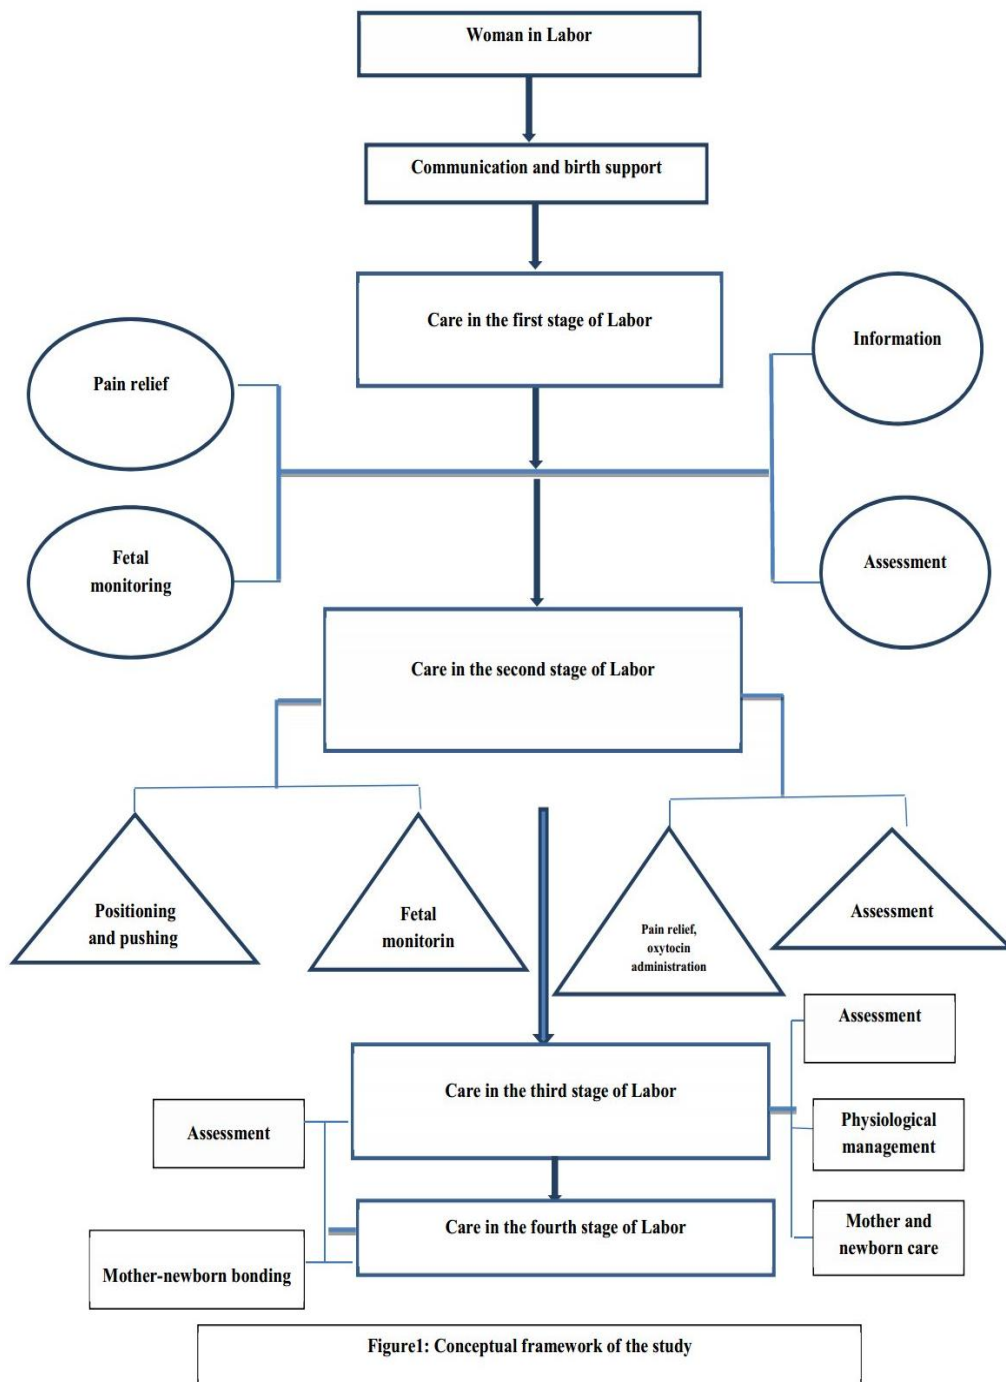 Woman in Labor
Communication and birth support
Care in the first stage of Labor
Pain relief
Information
Fetal
monitoring
Assessment
Care in the second stage of Labor
Positioning
and pushing
Fetal
monitorin
Pain relief,
oxytocin
administration
Assessment
Assessment
Care in the third stage of Labor
Assessment
Physiological
management
Care in the fourth stage of Labor
Mother and
newborn care
Mother-newborn bonding
Figure1: Conceptual framework of the study